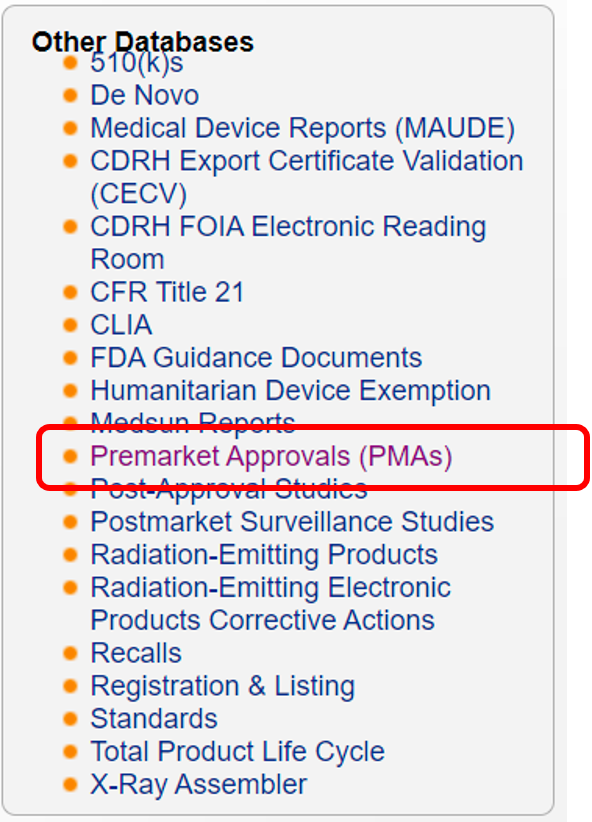 Other Databases
510(k)s
De Novo
Medical Device Reports (MAUDE)
CDRH Export Certificate Validation
(CECV)
CDRH FOIA Electronic Reading
Room
CFR Title 21
CLIA
FDA Guidance Documents
Humanitarian Device Exemption
Medsun Reports
Premarket Approvals (PMAs)
Post-Approval Studies
Postmarket Surveillance Studies
Radiation-Emitting Products
Radiation-Emitting Electronic
Products Corrective Actions
Recalls
Registration & Listing
Standards
Total Product Life Cycle
X-Ray Assembler